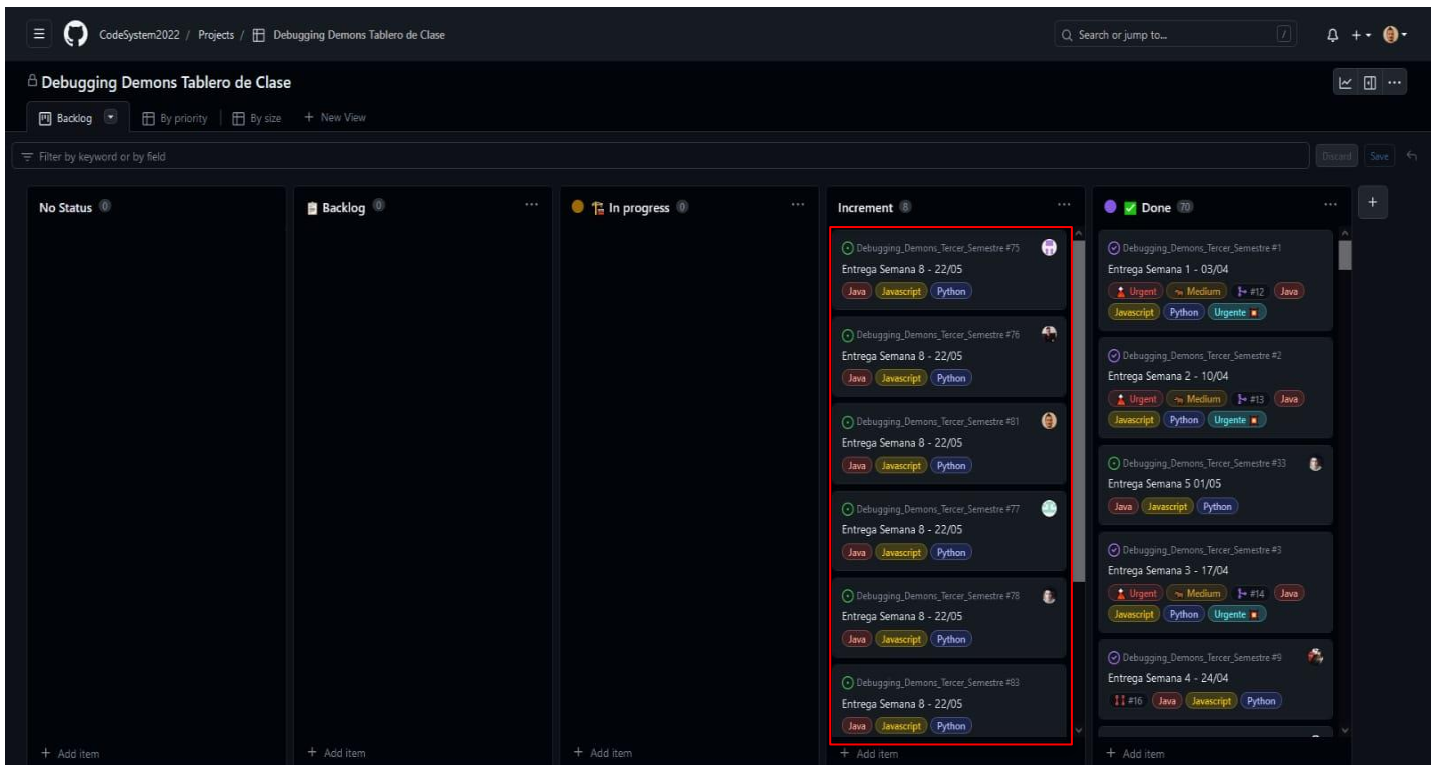 CodeSystem2022 / Projects / Debugging Demons Tablero de Clase
Search or jump to... /
Debugging Demons Tablero de Clase
Backlog By priority By size + New View
Filter by keyword or by field
Discard Save
No Status 0
Backlog 0
In progress 0
Increment 8
Done 70
+ Add item
+ Add item
+ Add item
Debugging_Demons_Tercer_Semestre #75
Entrega Semana 8 - 22/05
Java Javascript Python
Debugging_Demons_Tercer_Semestre #76
Entrega Semana 8 - 22/05
Java Javascript Python
Debugging_Demons_Tercer_Semestre #81
Entrega Semana 8 - 22/05
Java Javascript Python
Debugging_Demons_Tercer_Semestre #77
Entrega Semana 8 - 22/05
Java Javascript Python
Debugging_Demons_Tercer_Semestre #78
Entrega Semana 8 - 22/05
Java Javascript Python
Debugging_Demons_Tercer_Semestre #83
Entrega Semana 8 - 22/05
Java Javascript Python
+ Add item
Debugging_Demons_Tercer_Semestre #1
Entrega Semana 1 - 03/04
Urgent Medium #12 Java
Javascript Python Urgente
Debugging_Demons_Tercer_Semestre #2
Entrega Semana 2 - 10/04
Urgent Medium #13 Java
Javascript Python Urgente
Debugging_Demons_Tercer_Semestre #33
Entrega Semana 5 01/05
Java Javascript Python
Debugging_Demons_Tercer_Semestre #3
Entrega Semana 3 - 17/04
Urgent Medium #14 Java
Javascript Python Urgente
Debugging_Demons_Tercer_Semestre #9
Entrega Semana 4 - 24/04
#16 Java Javascript Python
+ Add item